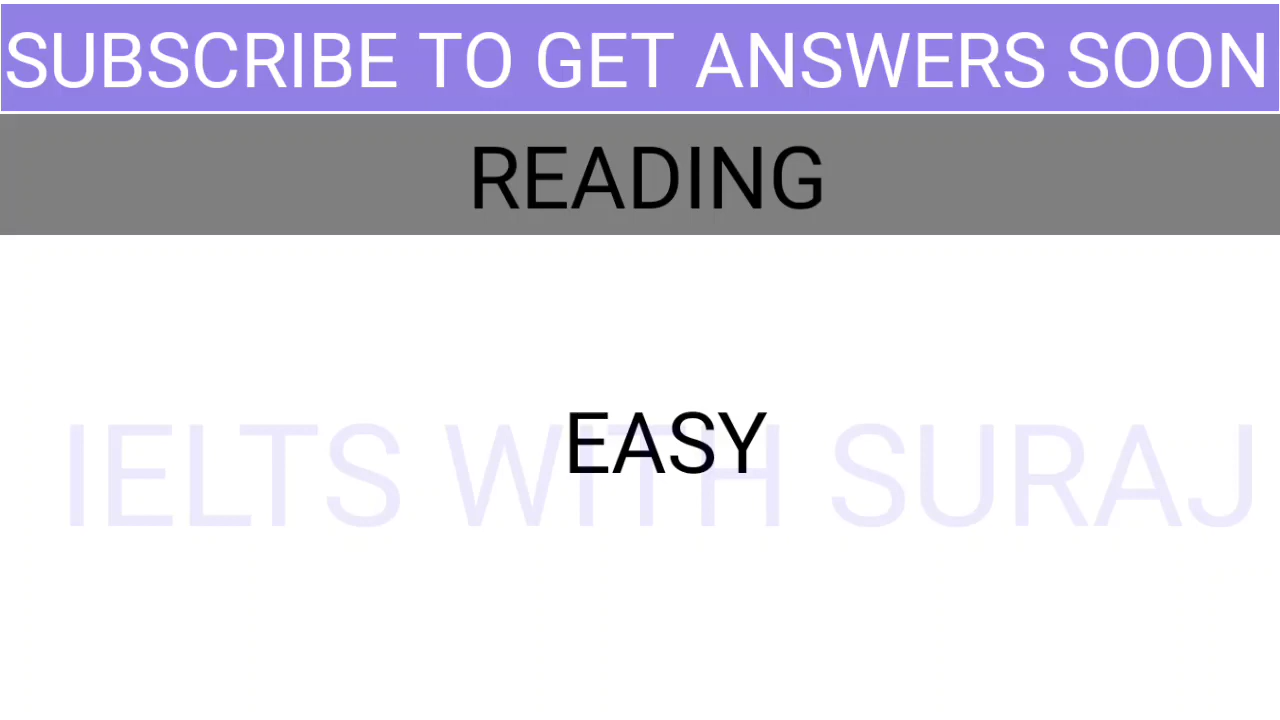 SUBSCRIBE TO GET ANSWERS SOON
READING
EASY
IELTS WITH SURAJ